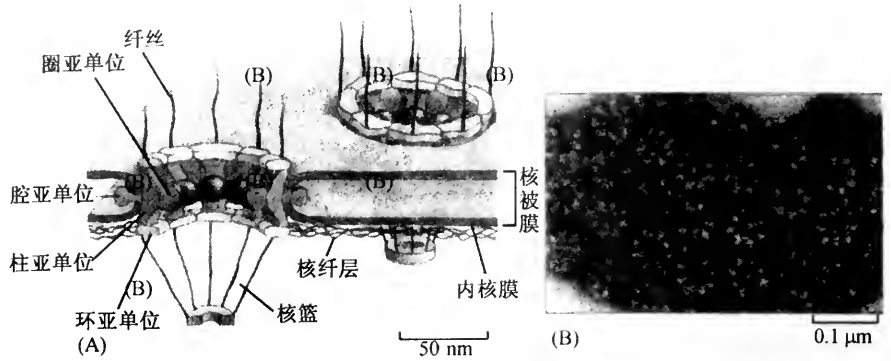 纤丝
圈亚单位
(B)
(B)
(B)
腔亚单位
(B)
(B)
(B)
核被膜
柱亚单位
核纤层
内核膜
(B)
环亚单位
核篮
(A)
50 nm
(B)
0.1 μm